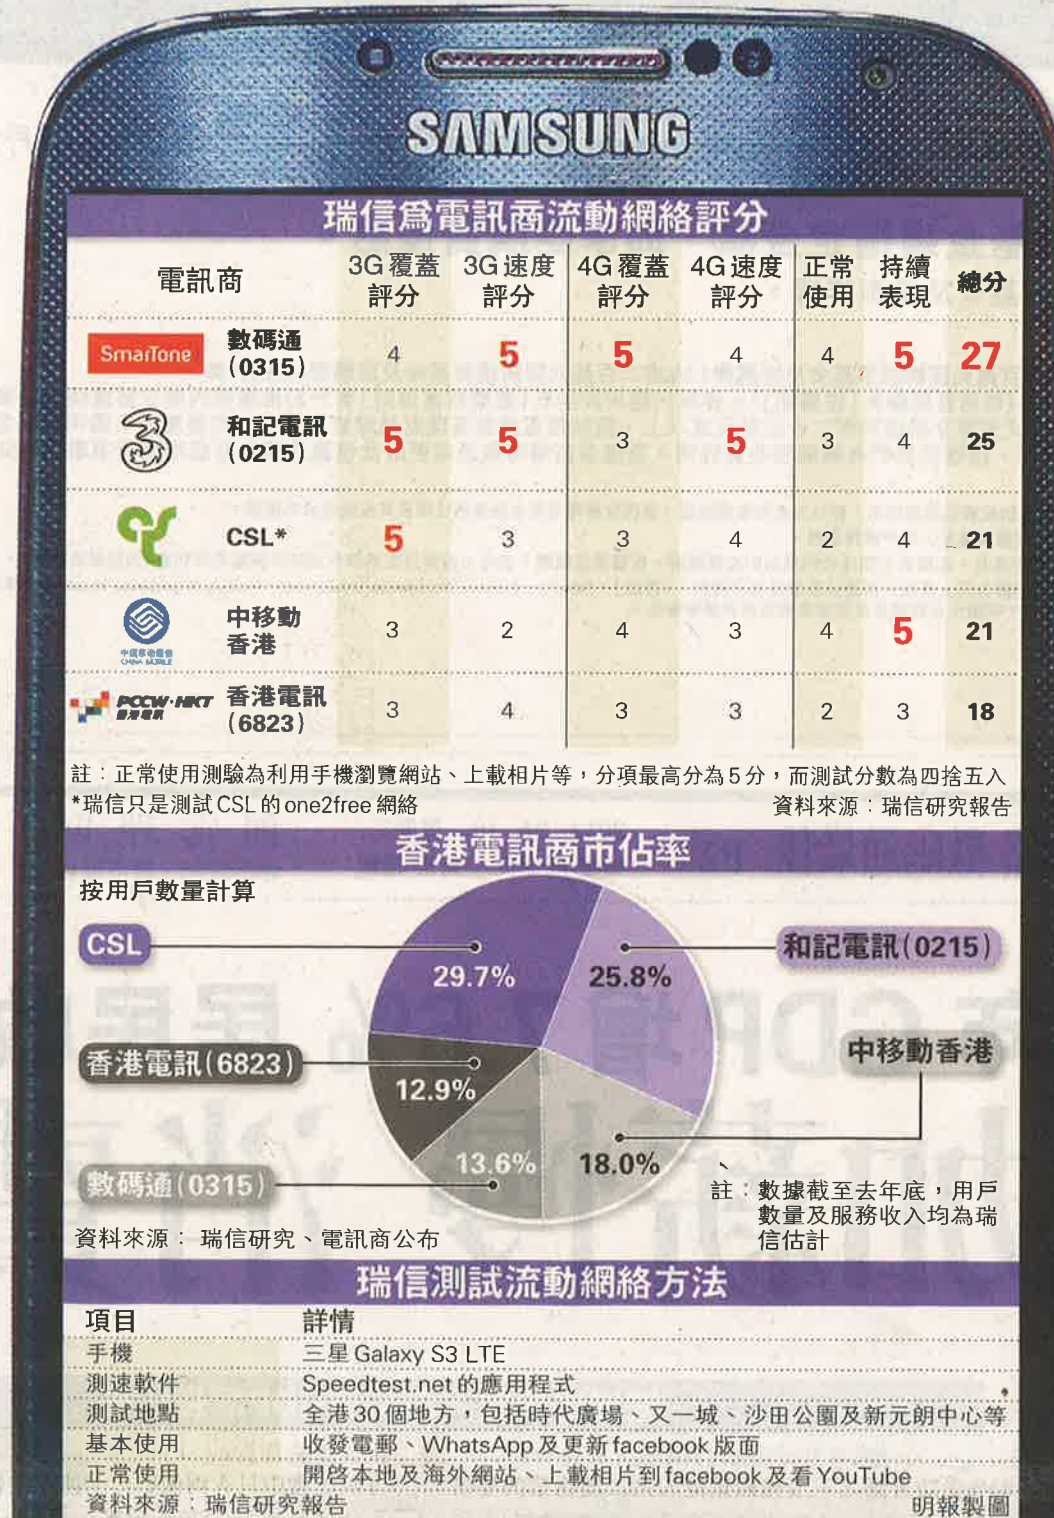 SAMSUNG
瑞信為電訊商流動網絡評分
電訊商 3G覆蓋評分 3G速度評分 4G覆蓋評分 4G速度評分 正常使用 持續表現 總分
SmarTone 數碼通(0315) 4 5 5 4 4 5 27
3 和記電訊(0215) 5 5 3 5 3 4 25
CSL* 5 3 3 4 2 4 21
中國移動通信 CHINA MOBILE 中移動香港 3 2 4 3 4 5 21
PCCW·HKT 香港電訊 香港電訊(6823) 3 4 3 3 2 3 18
註：正常使用測驗為利用手機瀏覽網站、上載相片等，分項最高分為5分，而測試分數為四捨五入
*瑞信只是測試CSL的one2free網絡 資料來源：瑞信研究報告
香港電訊商市佔率
按用戶數量計算
CSL
29.7%
和記電訊(0215)
25.8%
香港電訊(6823)
12.9%
中移動香港
18.0%
數碼通(0315)
13.6%
註：數據截至去年底，用戶
數量及服務收入均為瑞
信估計
資料來源：瑞信研究、電訊商公布
瑞信測試流動網絡方法
項目 詳情
手機 三星Galaxy S3 LTE
測速軟件 Speedtest.net的應用程式
測試地點 全港30個地方，包括時代廣場、又一城、沙田公園及新元朗中心等
基本使用 收發電郵、WhatsApp及更新facebook版面
正常使用 開啓本地及海外網站、上載相片到facebook及看YouTube
資料來源：瑞信研究報告 明報製圖